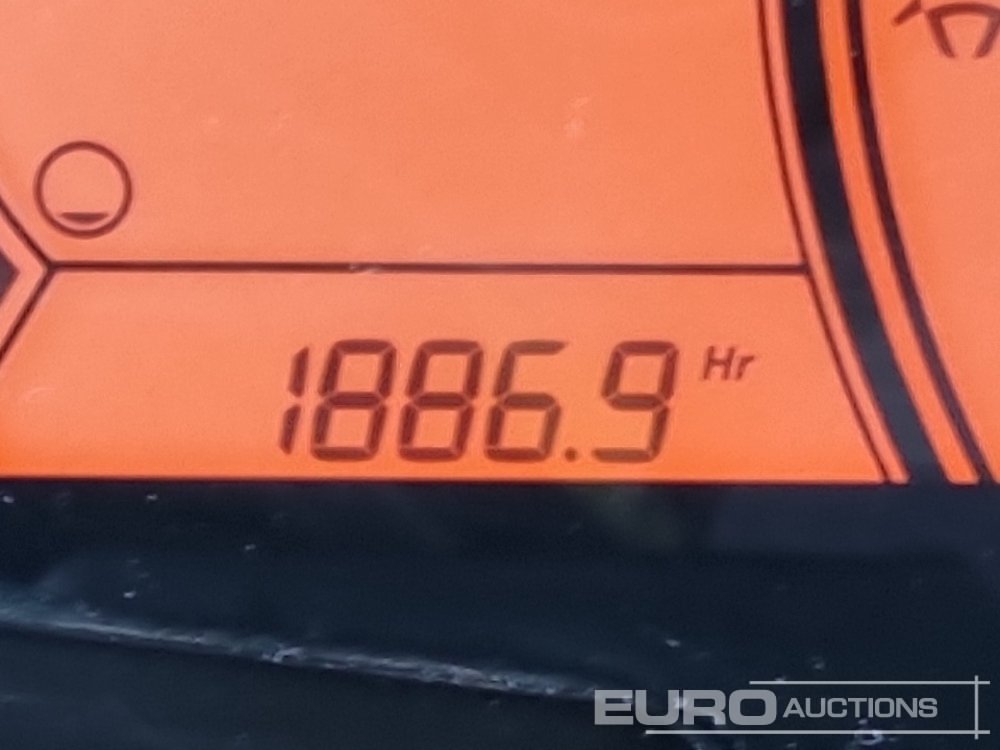 1886.9 Hr
EURO AUCTIONS